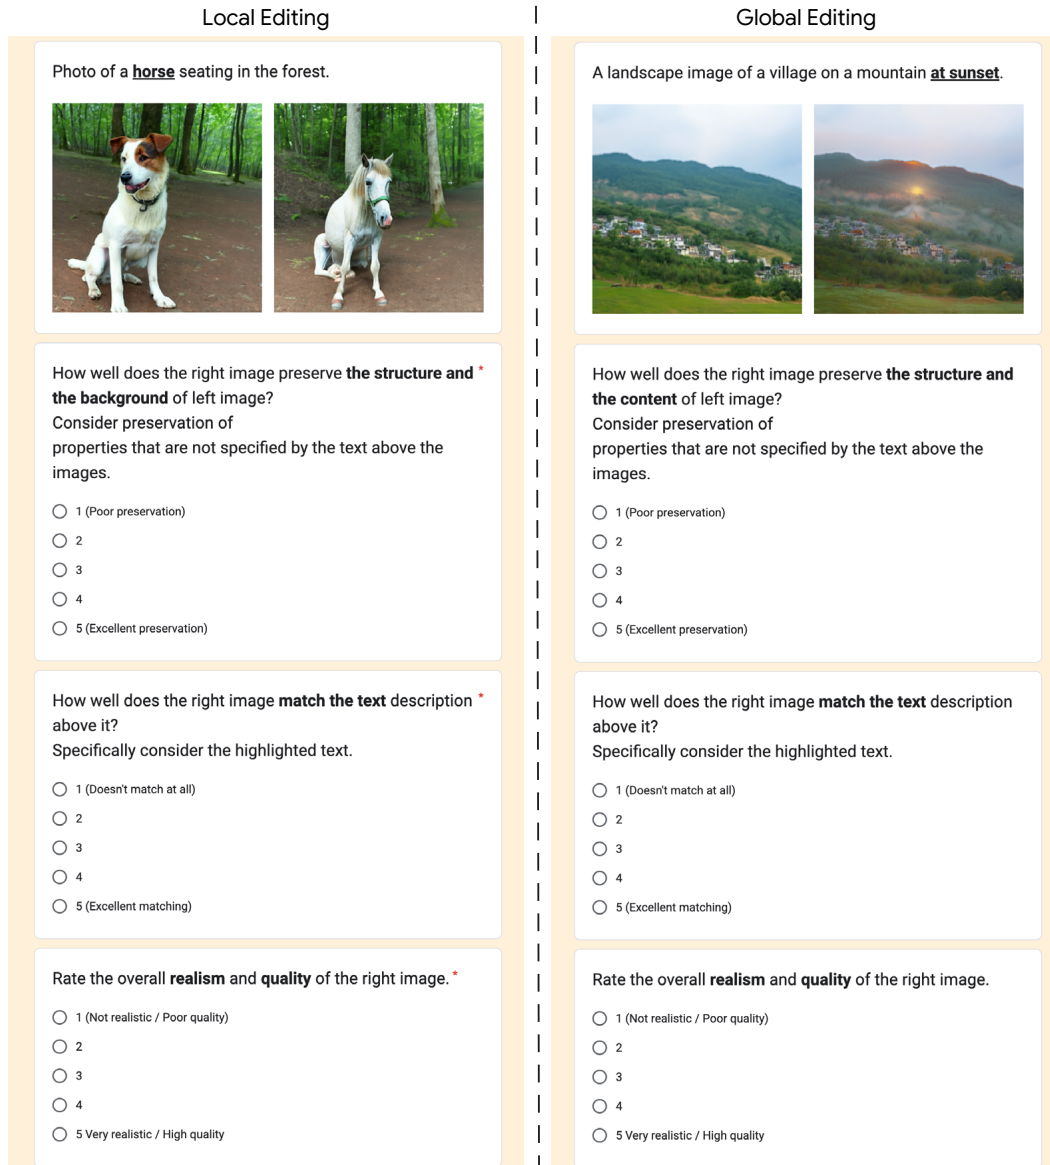 Local Editing
Photo of a horse seating in the forest.
How well does the right image preserve the structure and *
the background of left image?
Consider preservation of
properties that are not specified by the text above the
images.
1 (Poor preservation)
2
3
4
5 (Excellent preservation)
How well does the right image match the text description *
above it?
Specifically consider the highlighted text.
1 (Doesn't match at all)
2
3
4
5 (Excellent matching)
Rate the overall realism and quality of the right image. *
1 (Not realistic / Poor quality)
2
3
4
5 Very realistic / High quality
Global Editing
A landscape image of a village on a mountain at sunset.
How well does the right image preserve the structure and
the content of left image?
Consider preservation of
properties that are not specified by the text above the
images.
1 (Poor preservation)
2
3
4
5 (Excellent preservation)
How well does the right image match the text description
above it?
Specifically consider the highlighted text.
1 (Doesn't match at all)
2
3
4
5 (Excellent matching)
Rate the overall realism and quality of the right image.
1 (Not realistic / Poor quality)
2
3
4
5 Very realistic / High quality